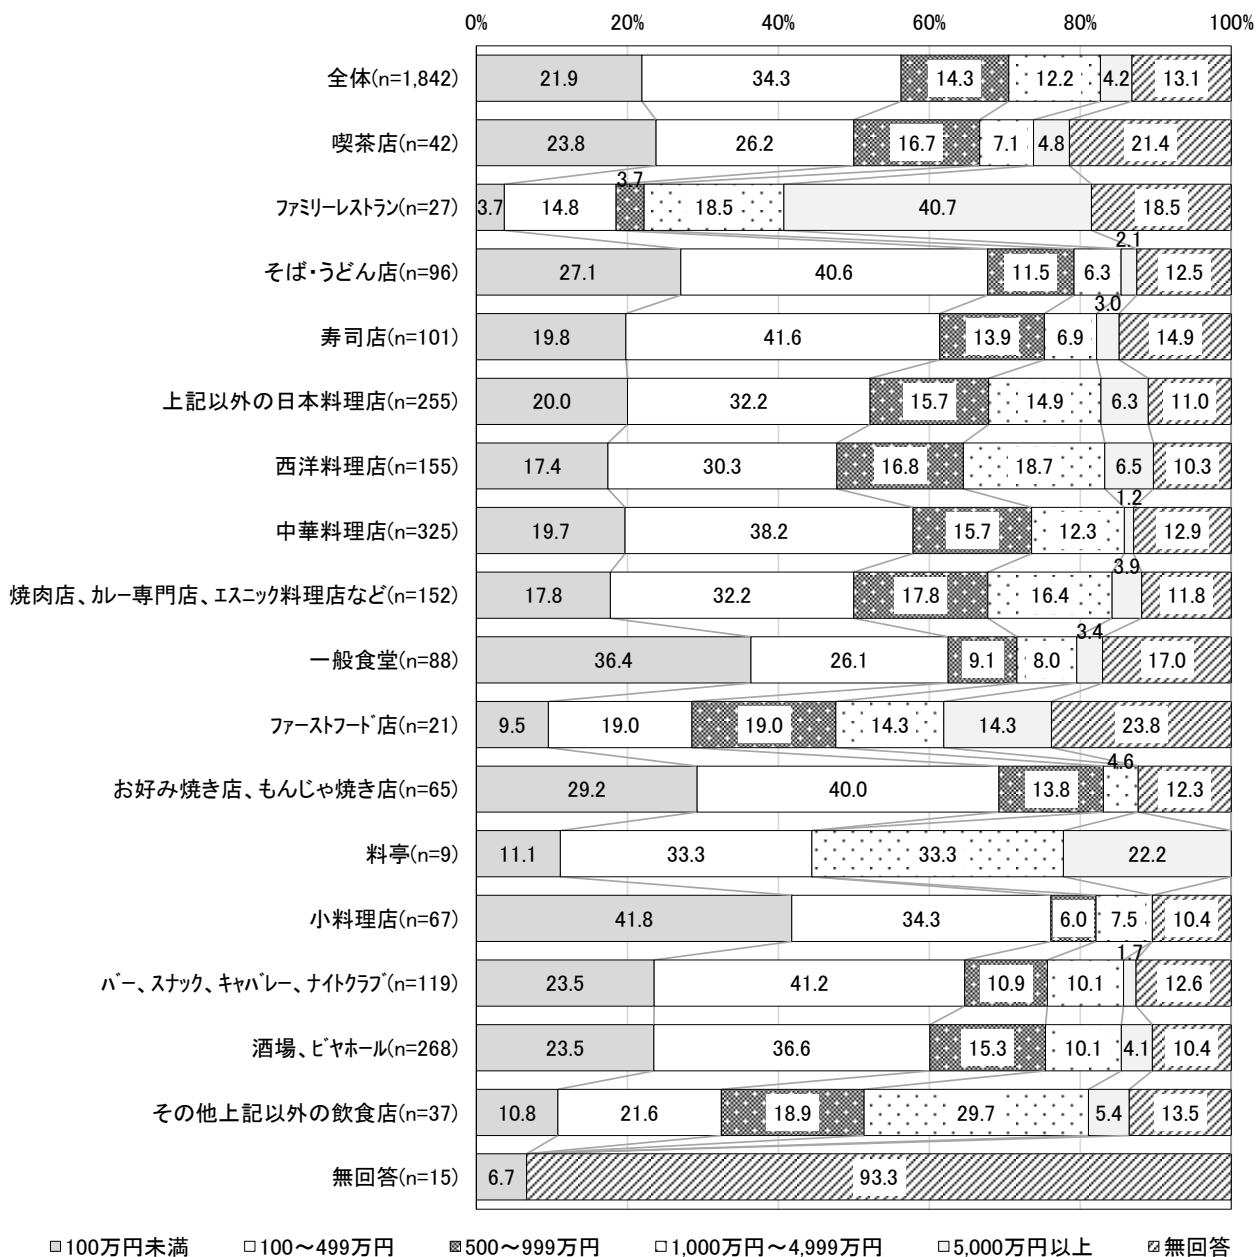 0% 20% 40% 60% 80% 100%
全体(n=1,842) 21.9 34.3 14.3 12.2 4.2 13.1
喫茶店(n=42) 23.8 26.2 16.7 7.1 4.8 21.4
ﾌｧﾐﾘｰﾚｽﾄﾗﾝ(n=27) 3.7 14.8 3.7 18.5 40.7 18.5
そば・うどん店(n=96) 27.1 40.6 11.5 6.3 2.1 12.5
寿司店(n=101) 19.8 41.6 13.9 6.9 3.0 14.9
上記以外の日本料理店(n=255) 20.0 32.2 15.7 14.9 6.3 11.0
西洋料理店(n=155) 17.4 30.3 16.8 18.7 6.5 10.3
中華料理店(n=325) 19.7 38.2 15.7 12.3 1.2 12.9
焼肉店、ｶﾚｰ専門店、ｴｽﾆｯｸ料理店など(n=152) 17.8 32.2 17.8 16.4 3.9 11.8
一般食堂(n=88) 36.4 26.1 9.1 8.0 3.4 17.0
ﾌｧｰｽﾄﾌｰﾄﾞ店(n=21) 9.5 19.0 19.0 14.3 14.3 23.8
お好み焼き店、もんじゃ焼き店(n=65) 29.2 40.0 13.8 4.6 12.3
料亭(n=9) 11.1 33.3 33.3 22.2
小料理店(n=67) 41.8 34.3 6.0 7.5 10.4
ﾊﾞｰ、ｽﾅｯｸ、ｷｬﾊﾞﾚｰ、ﾅｲﾄｸﾗﾌﾞ(n=119) 23.5 41.2 10.9 10.1 1.7 12.6
酒場、ﾋﾞﾔﾎｰﾙ(n=268) 23.5 36.6 15.3 10.1 4.1 10.4
その他上記以外の飲食店(n=37) 10.8 21.6 18.9 29.7 5.4 13.5
無回答(n=15) 6.7 93.3
100万円未満 100～499万円 500～999万円 1,000万円～4,999万円 5,000万円以上 無回答